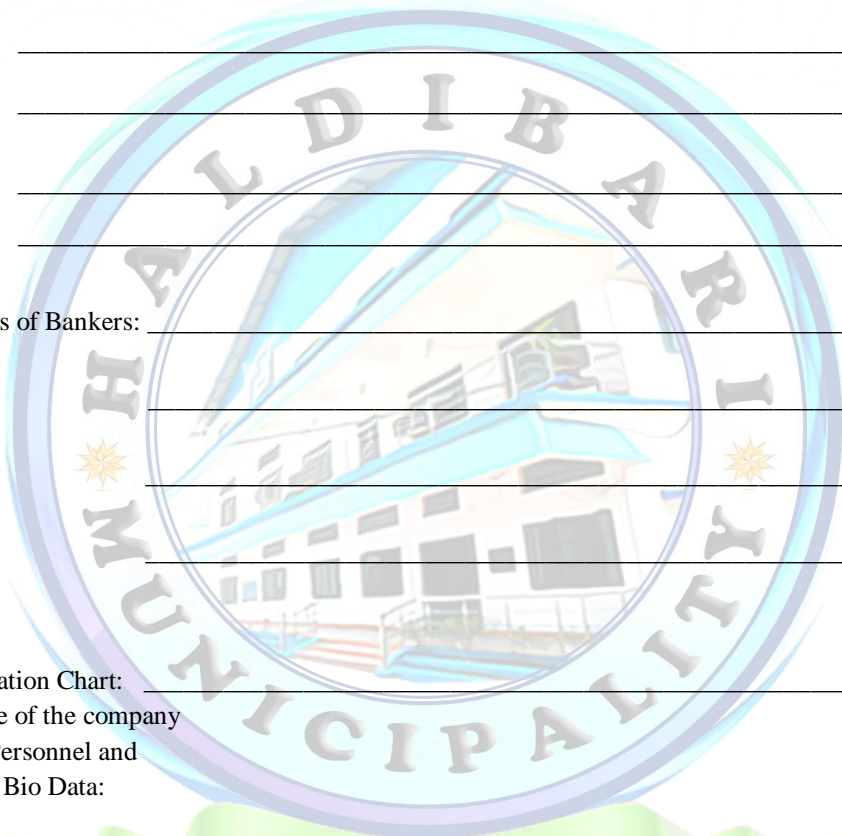 HALDIBARI
s of Bankers:
ation Chart:
e of the company
ersonnel and
Bio Data:
MUNICIPALITY